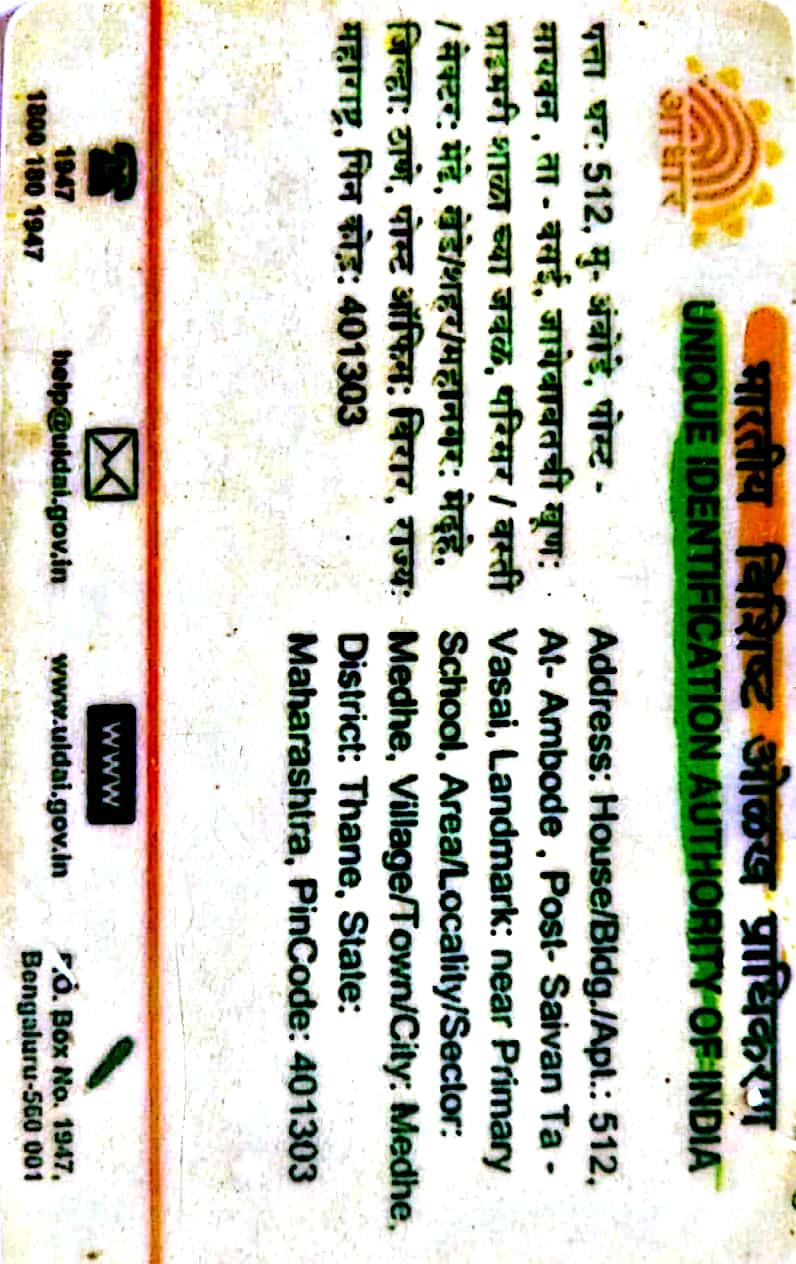 भारतीय विशिष्ट ओळख प्राधिकरण
UNIQUE IDENTIFICATION AUTHORITY OF INDIA
आधार
पत्ता घर: 512, मु- अंबोडे, पोस्ट -
सायवन , ता - वसई, जागेबाबतची खूण:
प्राइमरी शाळा च्या जवळ, परिसर / वस्ती
/ सेक्टर: मेढे, खेडे/शहर/महानगर: मेढे,
जिल्हा: ठाणे, पोस्ट ऑफिस: विरार, राज्य:
महाराष्ट्र, पिन कोड: 401303
Address: House/Bldg./Apt.: 512,
At- Ambode , Post- Saivan Ta -
Vasai, Landmark: near Primary
School, Area/Locality/Sector:
Medhe, Village/Town/City: Medhe,
District: Thane, State:
Maharashtra, PinCode: 401303
1947
1800 180 1947
help@uidai.gov.in
www
www.uidai.gov.in
P.O. Box No. 1947,
Bengaluru-560 001